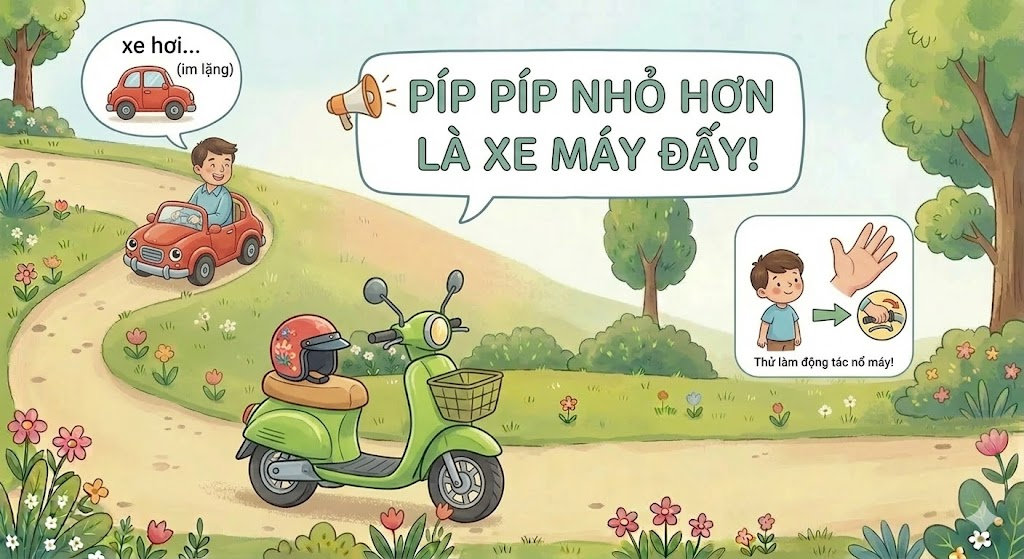 xe hơi...
(im lặng)
PÍP PÍP NHỎ HƠN
LÀ XE MÁY ĐẤY!
Thử làm động tác nổ máy!